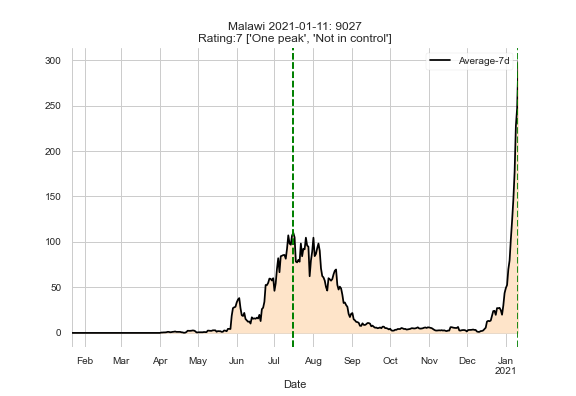 Malawi 2021-01-11: 9027
Rating:7 ['One peak', 'Not in control']
Average-7d
300
250
200
150
100
50
0
Feb Mar Apr May Jun Jul Aug Sep Oct Nov Dec Jan
2021
Date